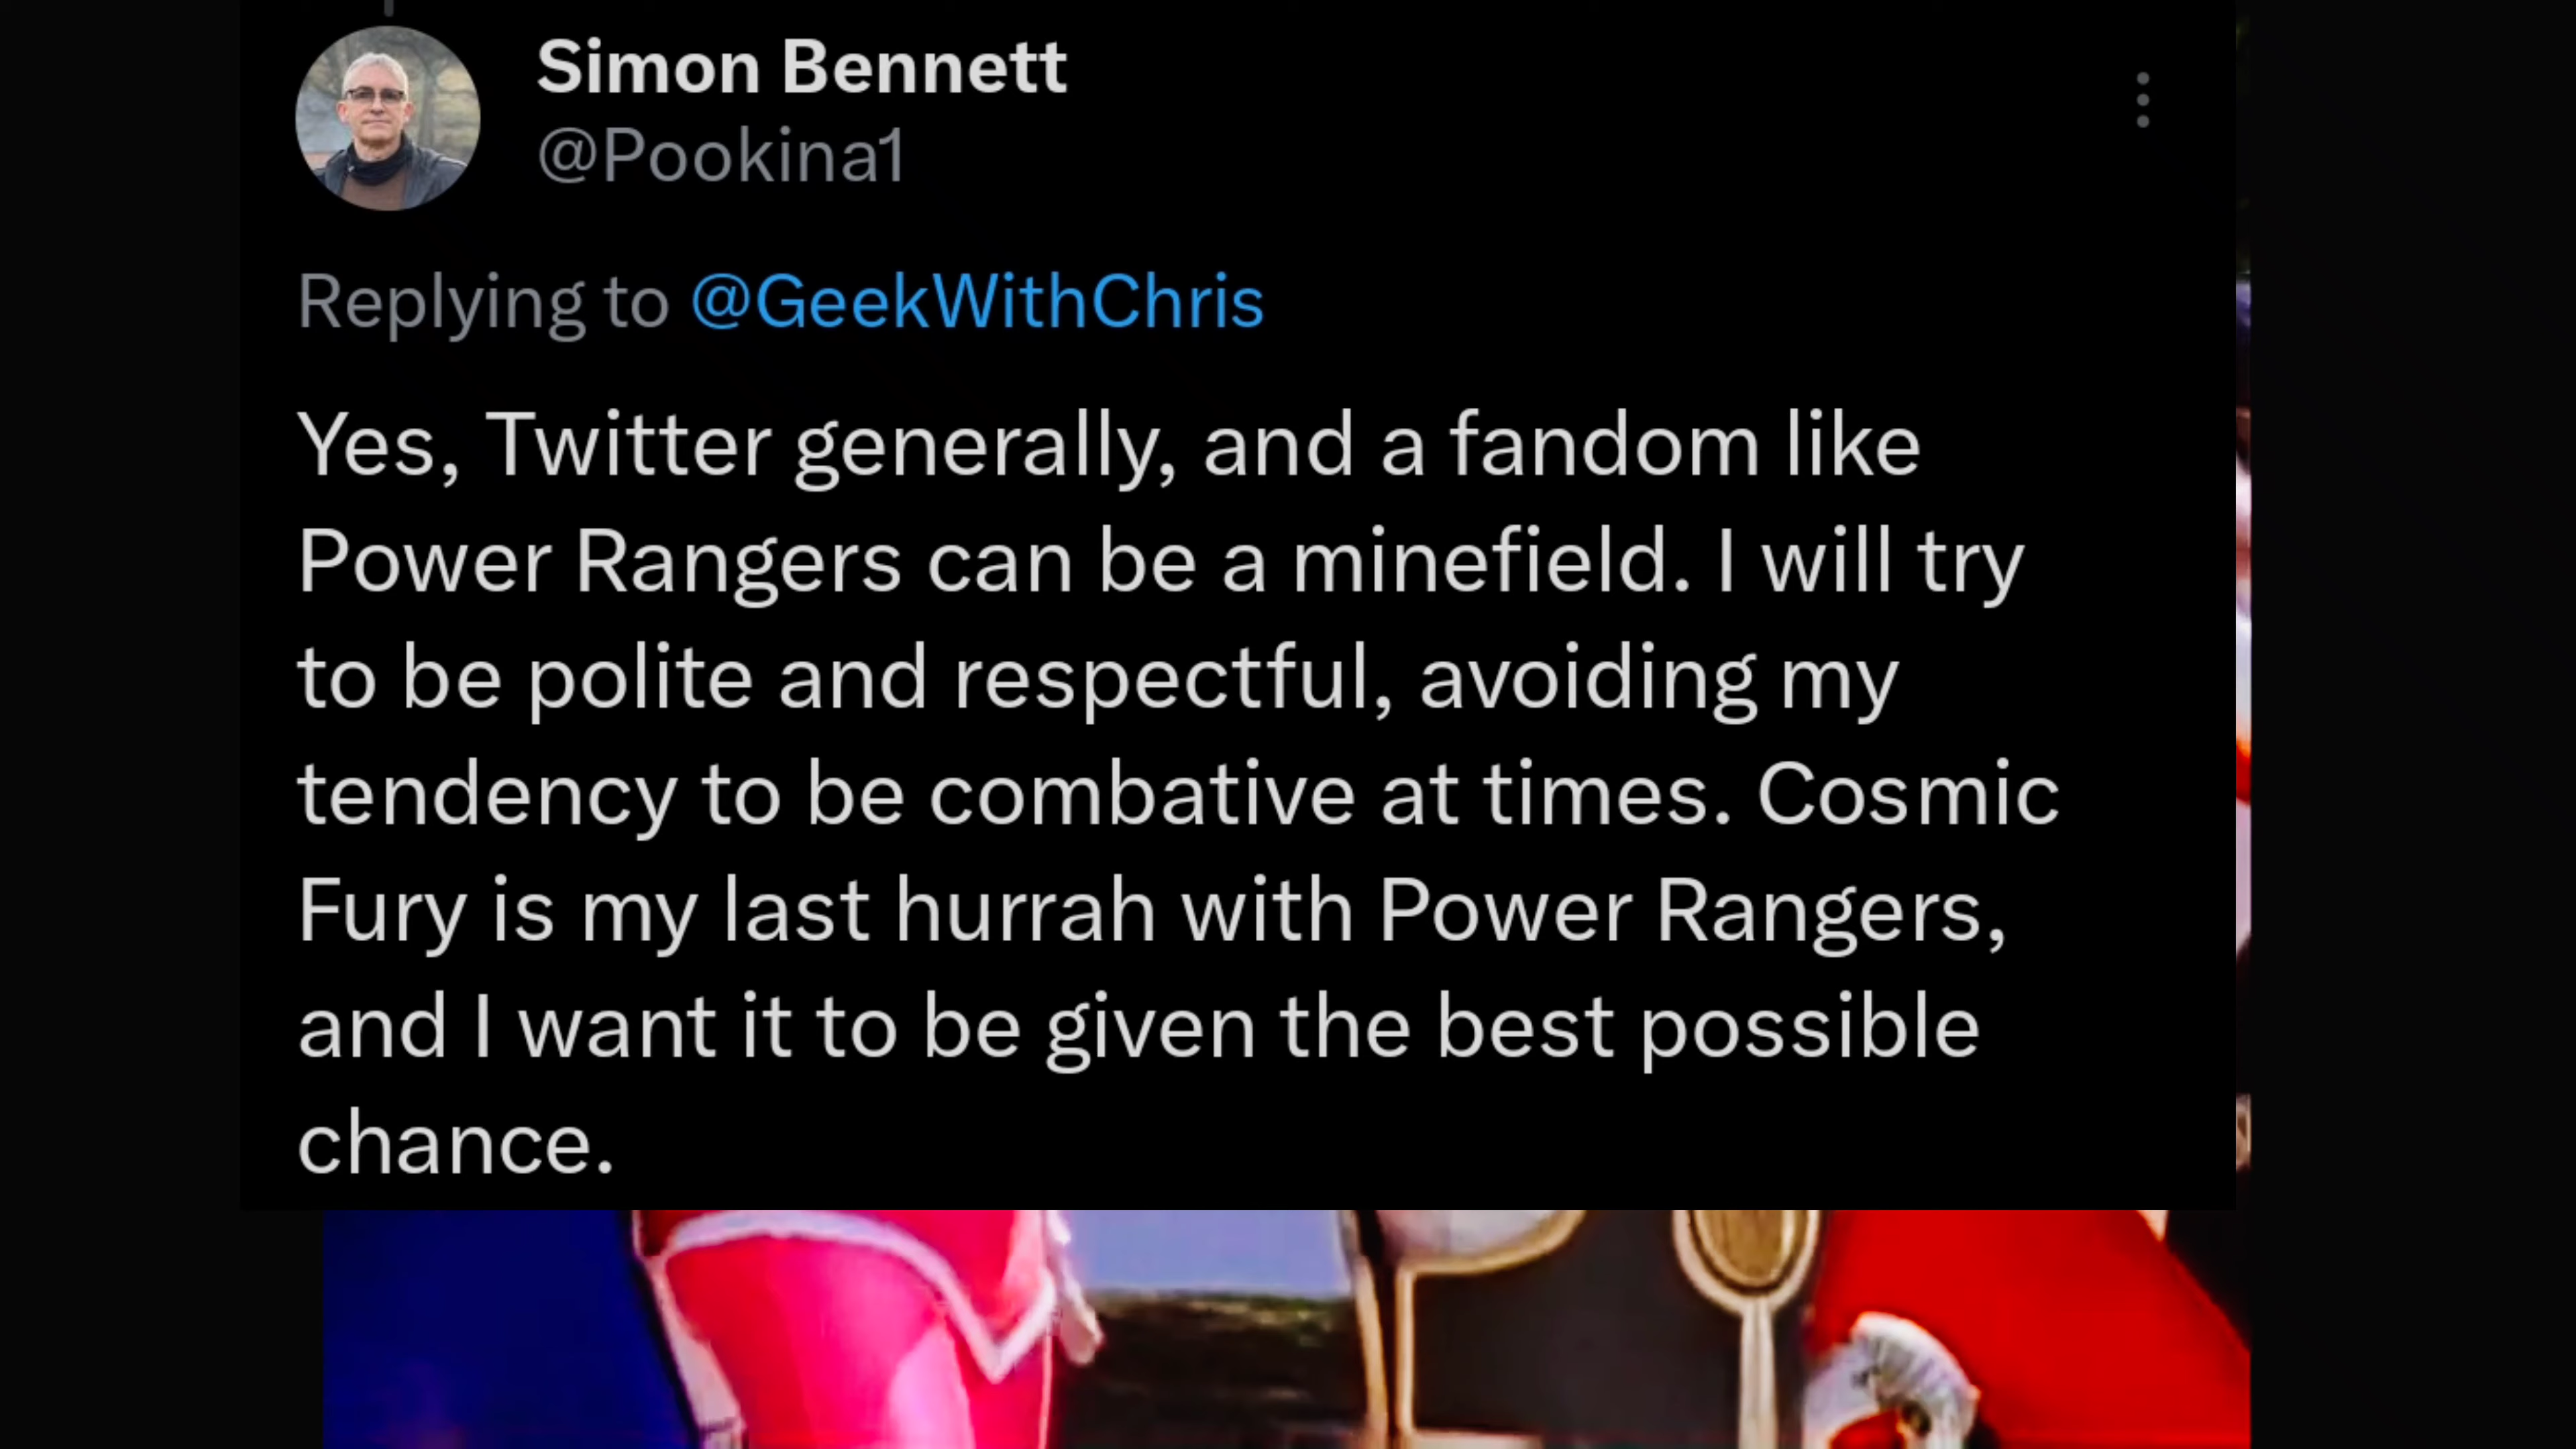 Simon Bennett
@Pookina1
Replying to @GeekWithChris
Yes, Twitter generally, and a fandom like
Power Rangers can be a minefield. I will try
to be polite and respectful, avoiding my
tendency to be combative at times. Cosmic
Fury is my last hurrah with Power Rangers,
and I want it to be given the best possible
chance.